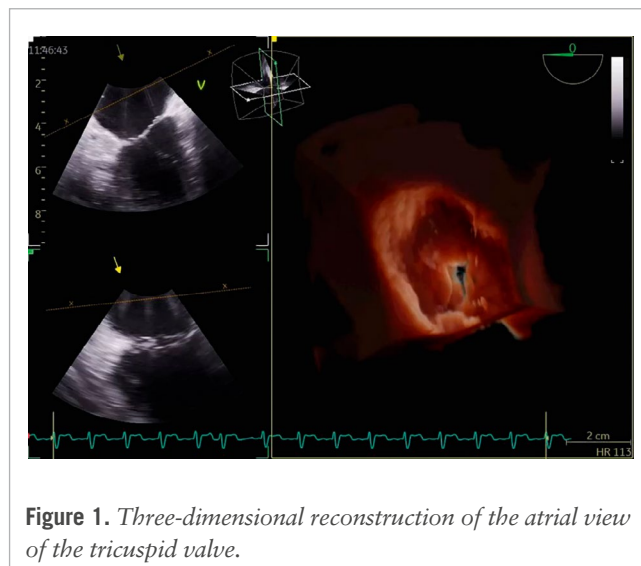 11:46:43
V
0
2
4
6
8
2 cm
HR 113
Figure 1. Three-dimensional reconstruction of the atrial view
of the tricuspid valve.